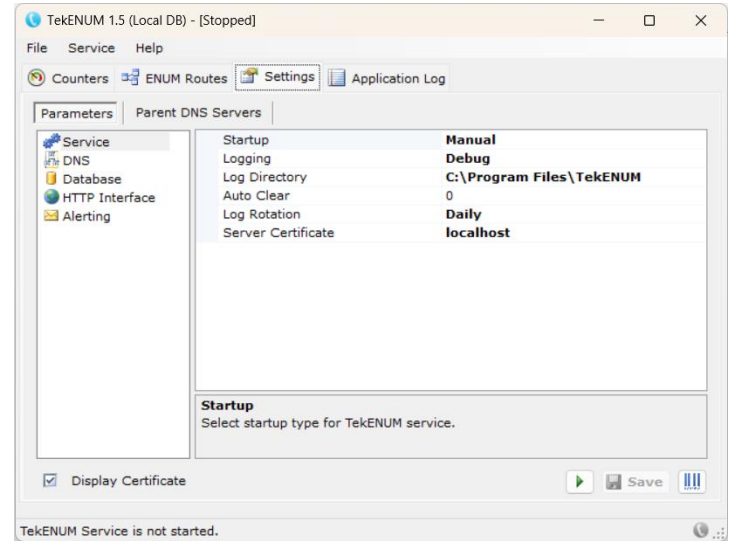 TekENUM 1.5 (Local DB) - [Stopped]
File Service Help
Counters ENUM Routes Settings Application Log
Parameters Parent DNS Servers
Service
DNS
Database
HTTP Interface
Alerting
Startup Manual
Logging Debug
Log Directory C:\Program Files\TekENUM
Auto Clear 0
Log Rotation Daily
Server Certificate localhost
Startup
Select startup type for TekENUM service.
Display Certificate
Save
TekENUM Service is not started.